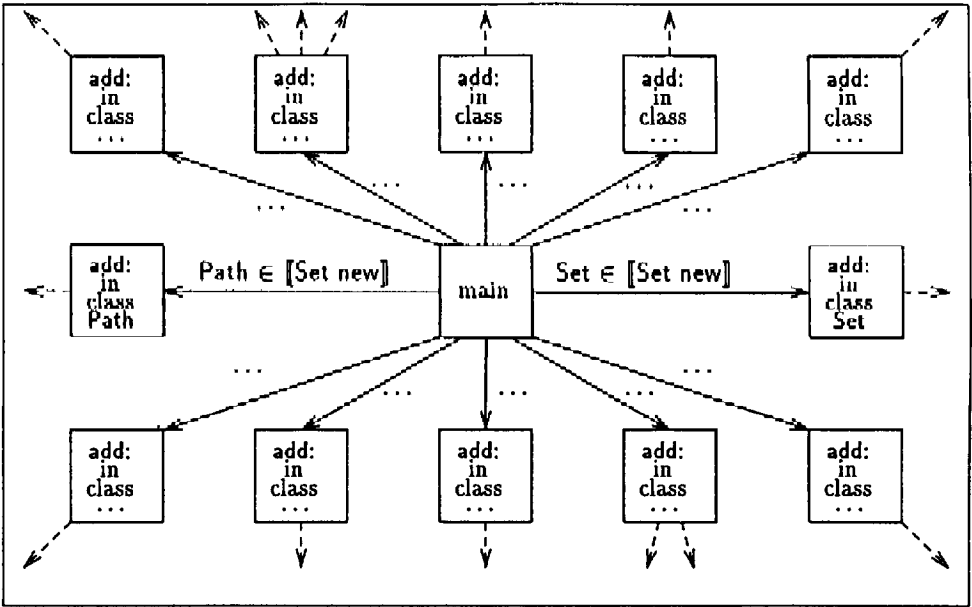 add:
in
class
...
add:
in
class
...
add:
in
class
...
add:
in
class
...
add:
in
class
...
...
...
...
...
...
add:
in
class
Path
Path ∈ ⟦Set new⟧
main
Set ∈ ⟦Set new⟧
add:
in
class
Set
...
...
...
...
...
add:
in
class
...
add:
in
class
...
add:
in
class
...
add:
in
class
...
add:
in
class
...